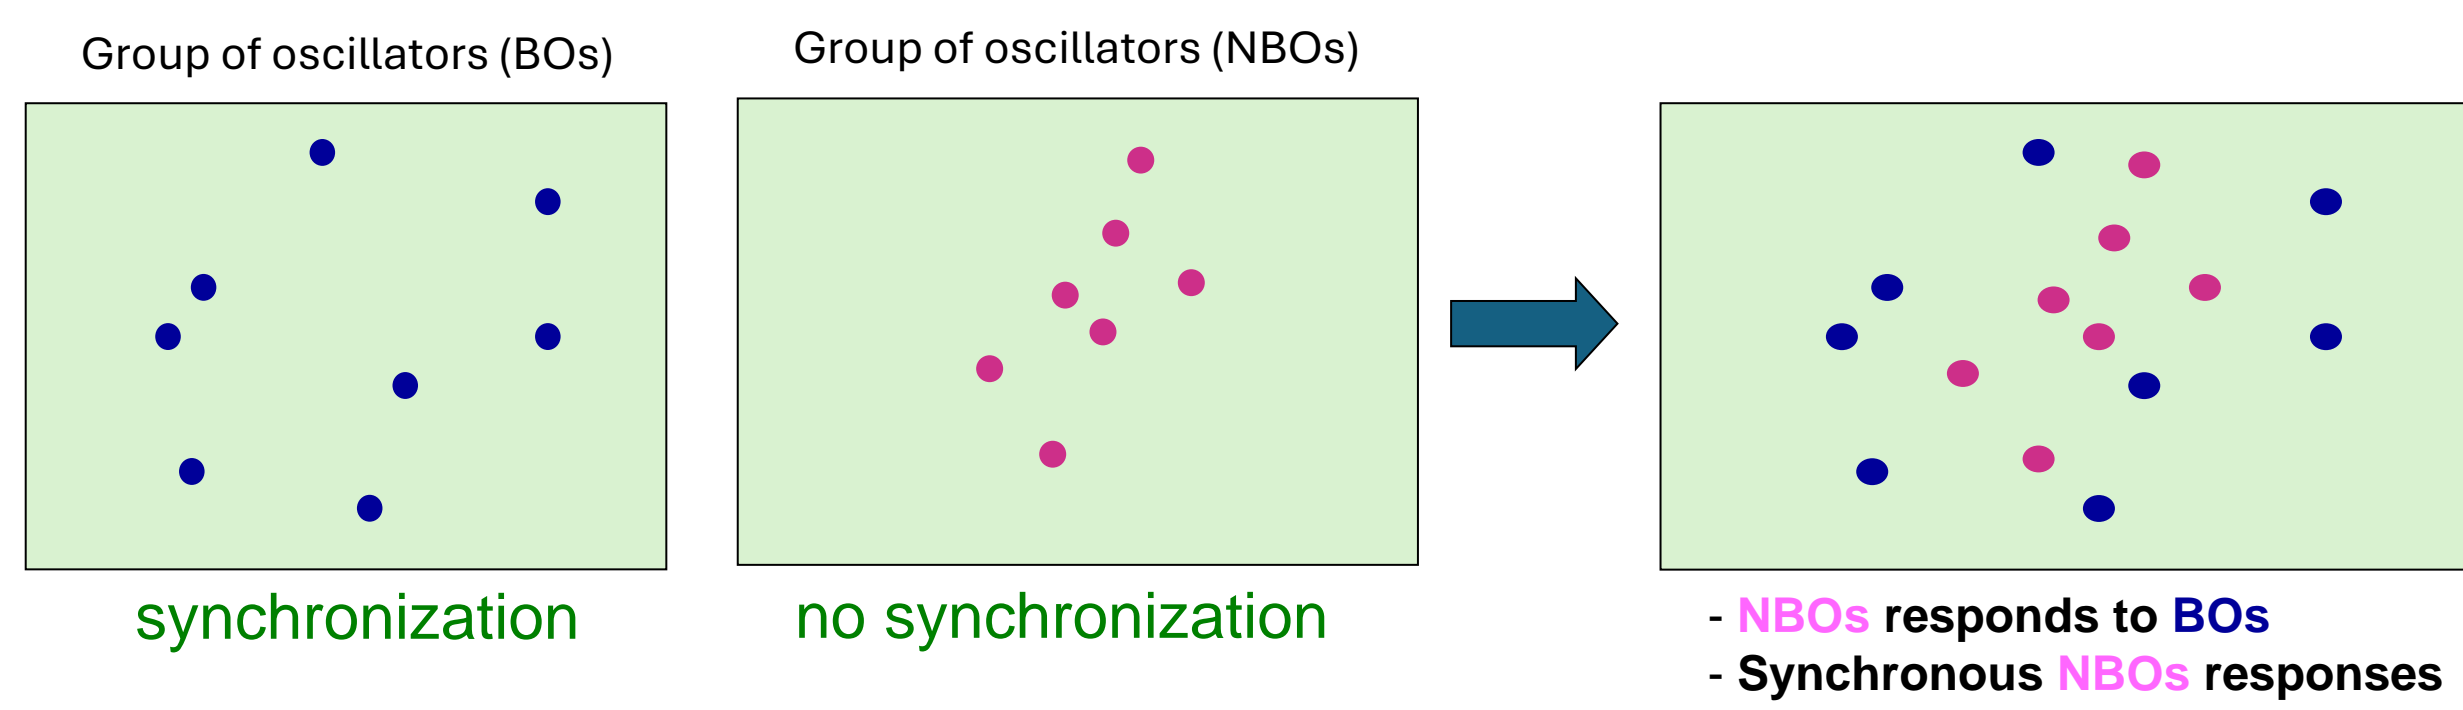 Group of oscillators (BOs)
Group of oscillators (NBOs)
synchronization
no synchronization
- NBOs responds to BOs
- Synchronous NBOs responses